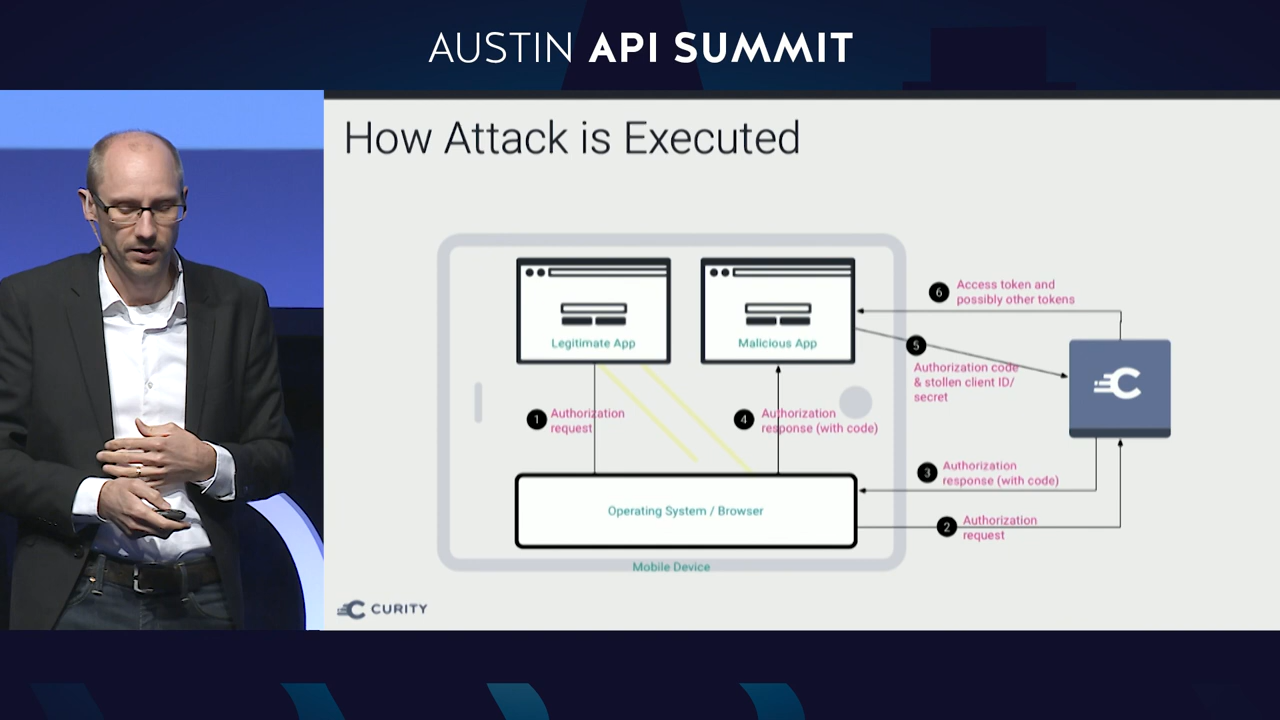 AUSTIN API SUMMIT
How Attack is Executed
Legitimate App
Malicious App
6
Access token and
possibly other tokens
5
Authorization code
& stollen client ID/
secret
1
Authorization
request
4
Authorization
response (with code)
3
Authorization
response (with code)
2
Authorization
request
Operating System / Browser
Mobile Device
C
CURITY